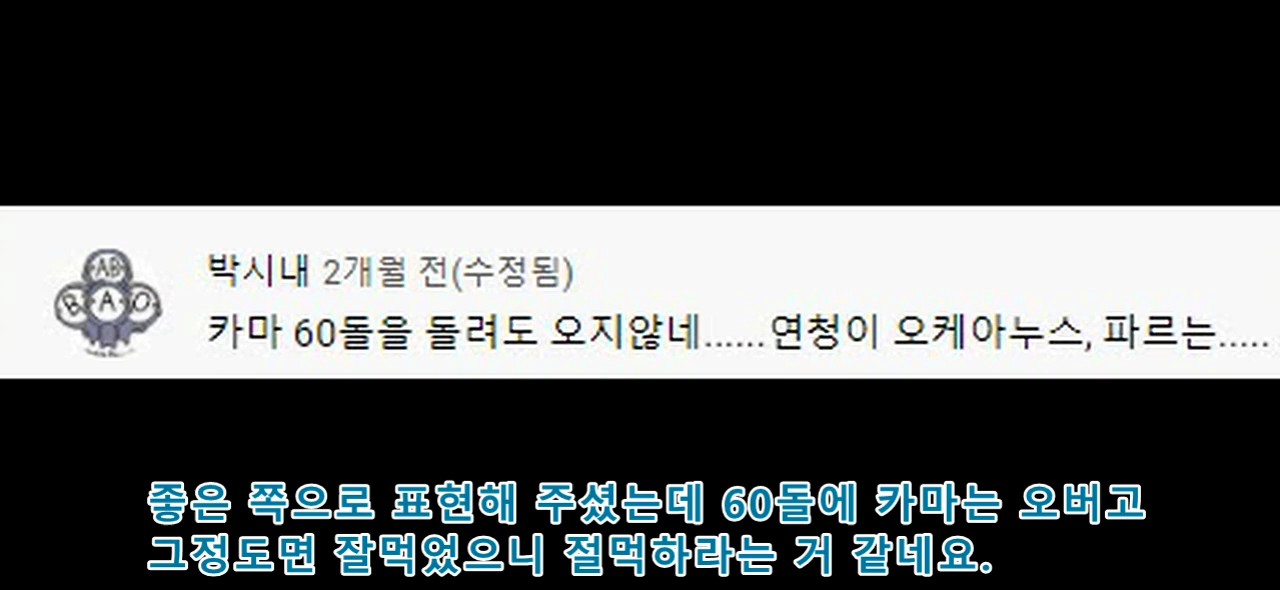 AB
B A O
박시내 2개월 전(수정됨)
카마 60돌을 돌려도 오지않네......연청이 오케아누스, 파르는.....
좋은 쪽으로 표현해 주셨는데 60돌에 카마는 오버고
그정도면 잘먹었으니 절먹하라는 거 같네요.